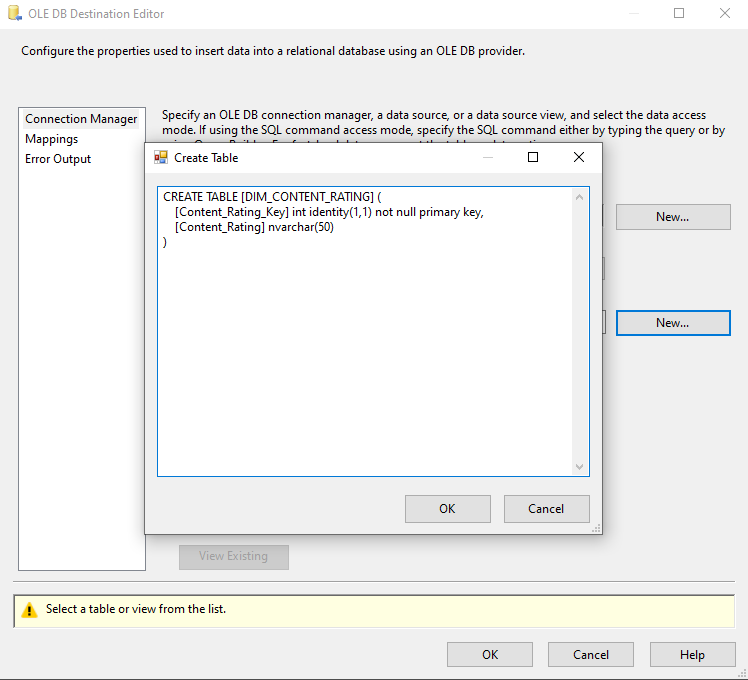 OLE DB Destination Editor
Configure the properties used to insert data into a relational database using an OLE DB provider.
Connection Manager
Mappings
Error Output
Specify an OLE DB connection manager, a data source, or a data source view, and select the data access
mode. If using the SQL command access mode, specify the SQL command either by typing the query or by
Create Table
CREATE TABLE [DIM_CONTENT_RATING] (
[Content_Rating_Key] int identity(1,1) not null primary key,
[Content_Rating] nvarchar(50)
)
New...
New...
OK
Cancel
View Existing
Select a table or view from the list.
OK
Cancel
Help